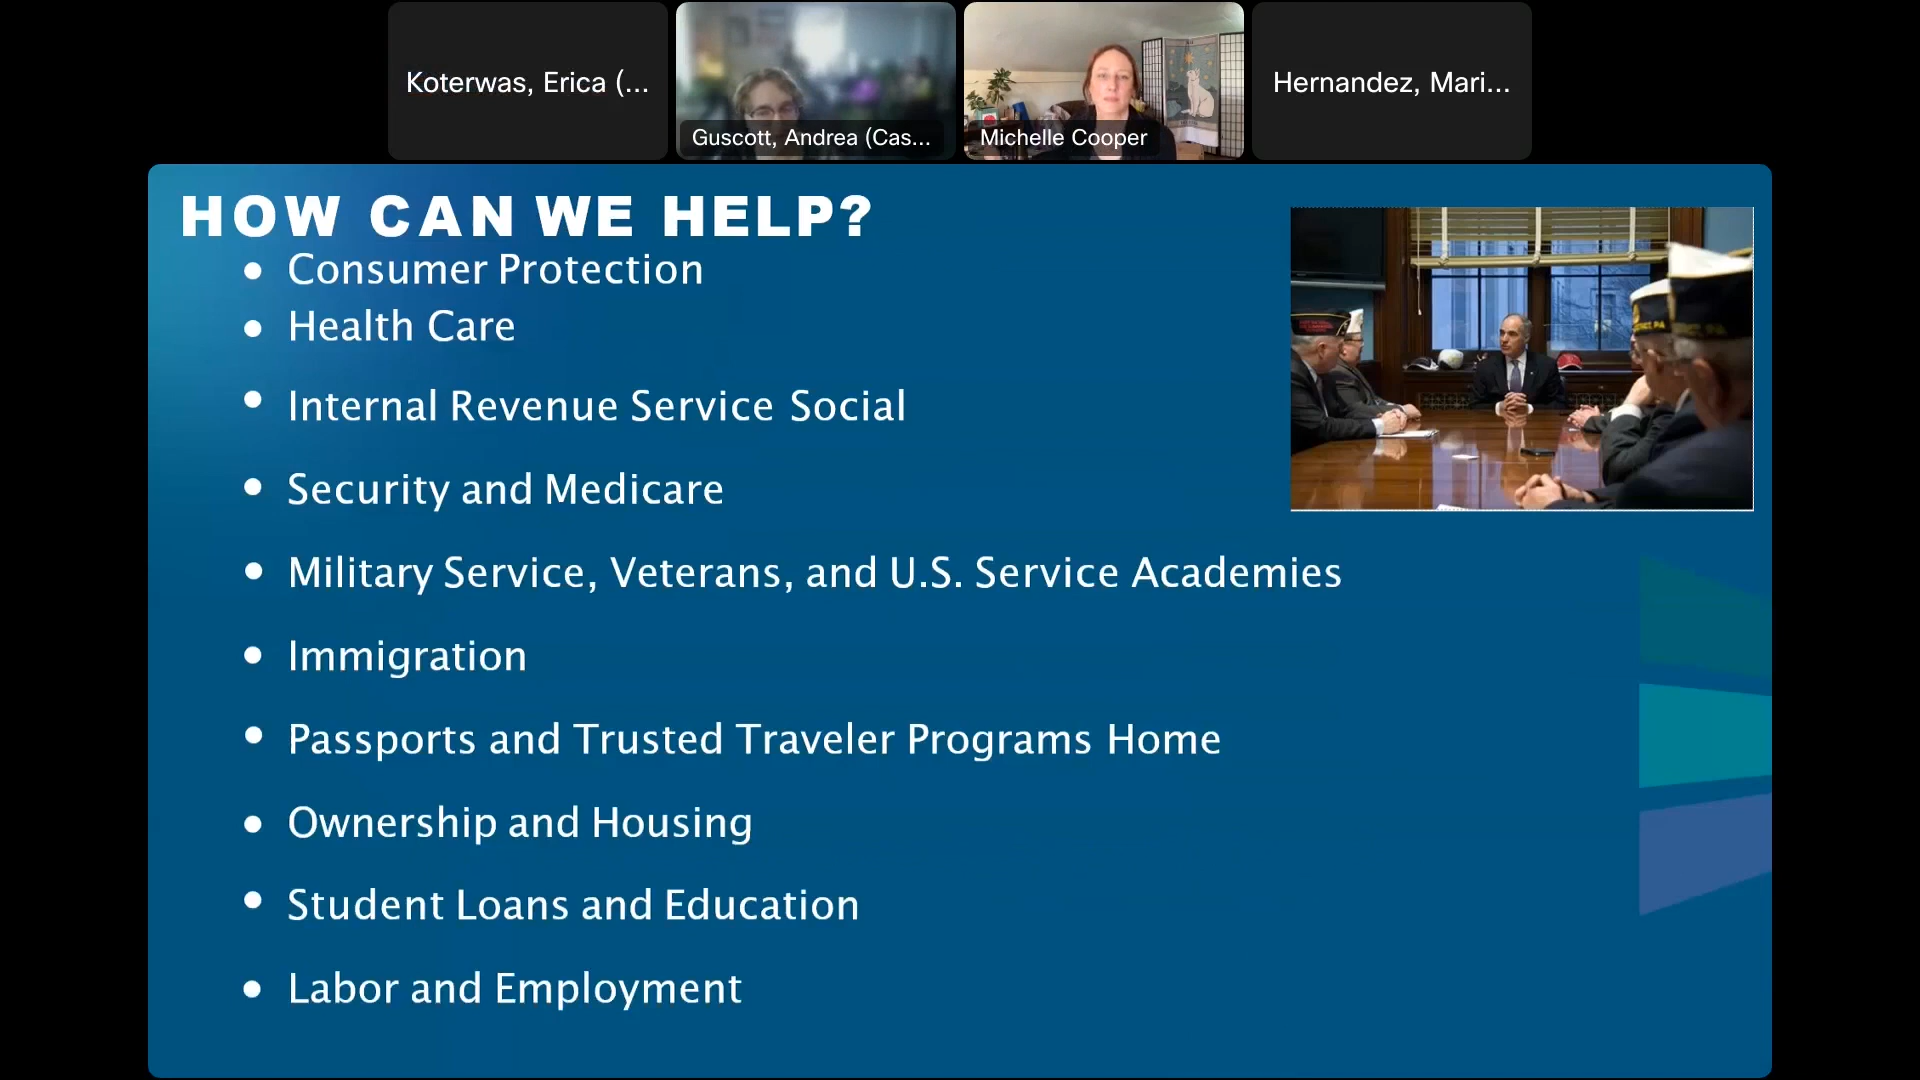 Koterwas, Erica (...
Guscott, Andrea (Cas...
Michelle Cooper
Hernandez, Mari...
HOW CAN WE HELP?
• Consumer Protection
• Health Care
• Internal Revenue Service Social
• Security and Medicare
• Military Service, Veterans, and U.S. Service Academies
• Immigration
• Passports and Trusted Traveler Programs Home
• Ownership and Housing
• Student Loans and Education
• Labor and Employment